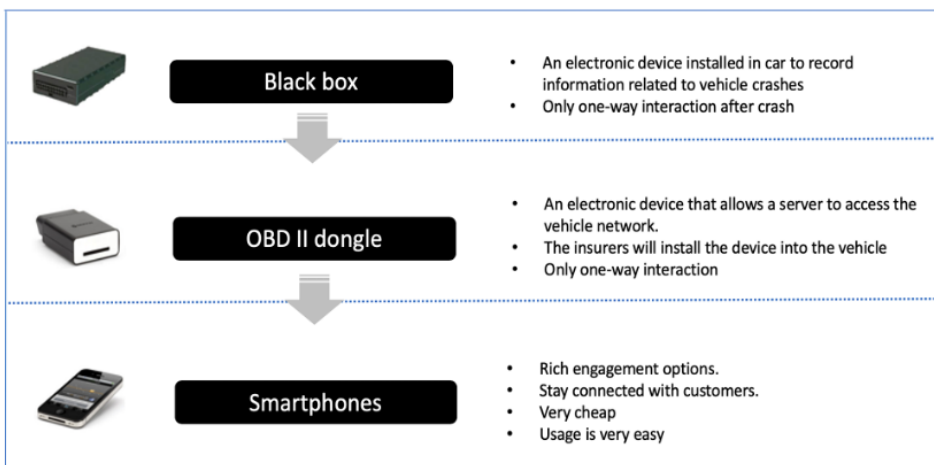 Black box
• An electronic device installed in car to record
information related to vehicle crashes
• Only one-way interaction after crash
OBD II dongle
• An electronic device that allows a server to access the
vehicle network.
• The insurers will install the device into the vehicle
• Only one-way interaction
Smartphones
• Rich engagement options.
• Stay connected with customers.
• Very cheap
• Usage is very easy